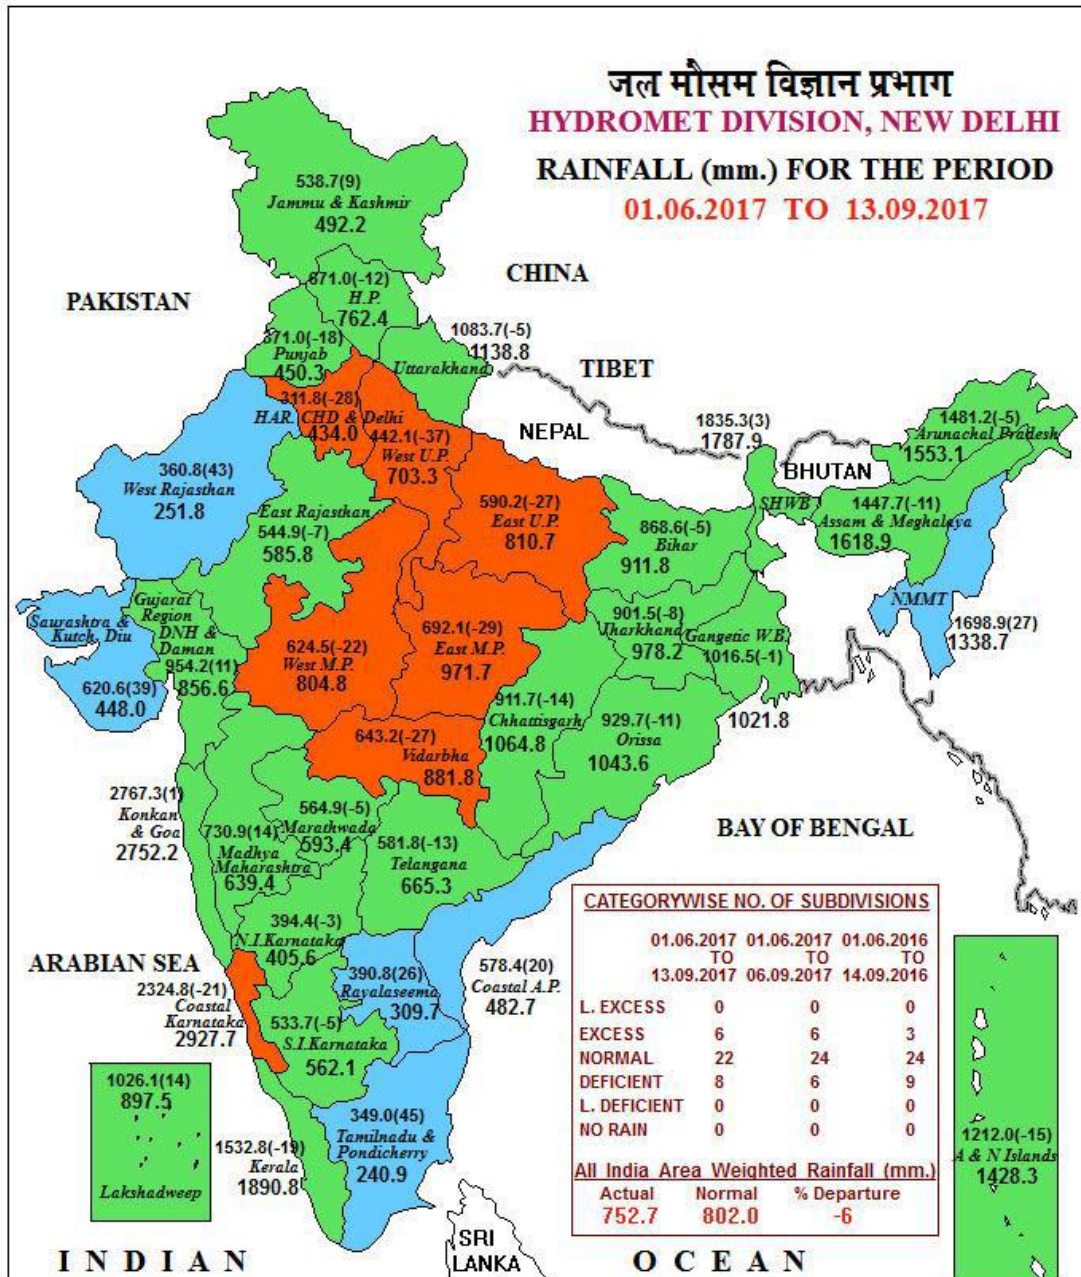 जल मौसम विज्ञान प्रभाग
HYDROMET DIVISION, NEW DELHI
RAINFALL (mm.) FOR THE PERIOD
01.06.2017 TO 13.09.2017
538.7(9)
Jammu & Kashmir
492.2
CHINA
PAKISTAN
671.0(-12)
H.P.
762.4
1083.7(-5)
1138.8
371.0(-18)
Punjab
450.3
Uttarakhand
TIBET
311.8(-28)
HAR. CHD & Delhi
434.0
442.1(-37)
West U.P.
703.3
NEPAL
1835.3(3)
1787.9
BHUTAN
SHWB
1481.2(-5)
Arunachal Pradesh
1553.1
1447.7(-11)
Assam & Meghalaya
1618.9
360.8(43)
West Rajasthan
251.8
East Rajasthan
544.9(-7)
585.8
590.2(-27)
East U.P.
810.7
868.6(-5)
Bihar
911.8
NMMT
1698.9(27)
1338.7
Saurashtra &
Kutch, Diu
620.6(39)
448.0
Gujarat
Region
DNH &
Daman
954.2(11)
856.6
624.5(-22)
West M.P.
804.8
692.1(-29)
East M.P.
971.7
901.5(-8)
Jharkhand
978.2
Gangetic W.B.
1016.5(-1)
1021.8
911.7(-14)
Chhattisgarh
1064.8
929.7(-11)
Orissa
1043.6
643.2(-27)
Vidarbha
881.8
2767.3(1)
Konkan
& Goa
2752.2
730.9(14)
Madhya
Maharashtra
639.4
564.9(-5)
Marathwada
593.4
581.8(-13)
Telangana
665.3
BAY OF BENGAL
394.4(-3)
N.I.Karnataka
405.6
ARABIAN SEA
2324.8(-21)
Coastal
Karnataka
2927.7
390.8(26)
Rayalaseema
309.7
578.4(20)
Coastal A.P.
482.7
533.7(-5)
S.I.Karnataka
562.1
1026.1(14)
897.5
Lakshadweep
1532.8(-19)
Kerala
1890.8
349.0(45)
Tamilnadu &
Pondicherry
240.9
CATEGORYWISE NO. OF SUBDIVISIONS
01.06.2017 01.06.2017 01.06.2016
TO TO TO
13.09.2017 06.09.2017 14.09.2016
L. EXCESS 0 0 0
EXCESS 6 6 3
NORMAL 22 24 24
DEFICIENT 8 6 9
L. DEFICIENT 0 0 0
NO RAIN 0 0 0
All India Area Weighted Rainfall (mm.)
Actual Normal % Departure
752.7 802.0 -6
1212.0(-15)
A & N Islands
1428.3
SRI
LANKA
INDIAN OCEAN